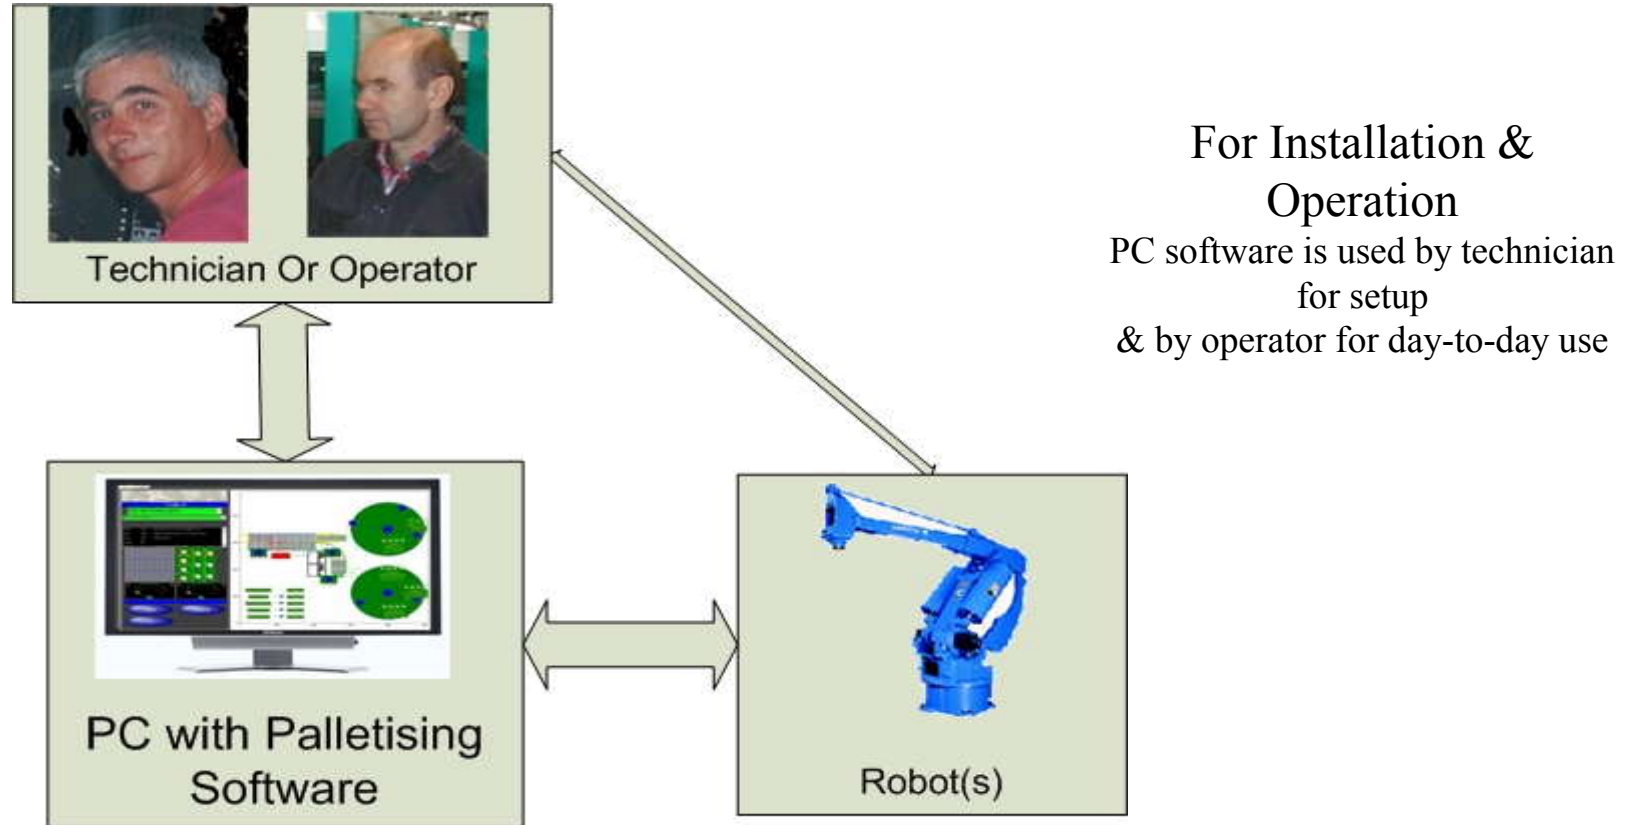 For Installation &
Operation
PC software is used by technician
for setup
& by operator for day-to-day use
Technician Or Operator
PC with Palletising
Software
Robot(s)